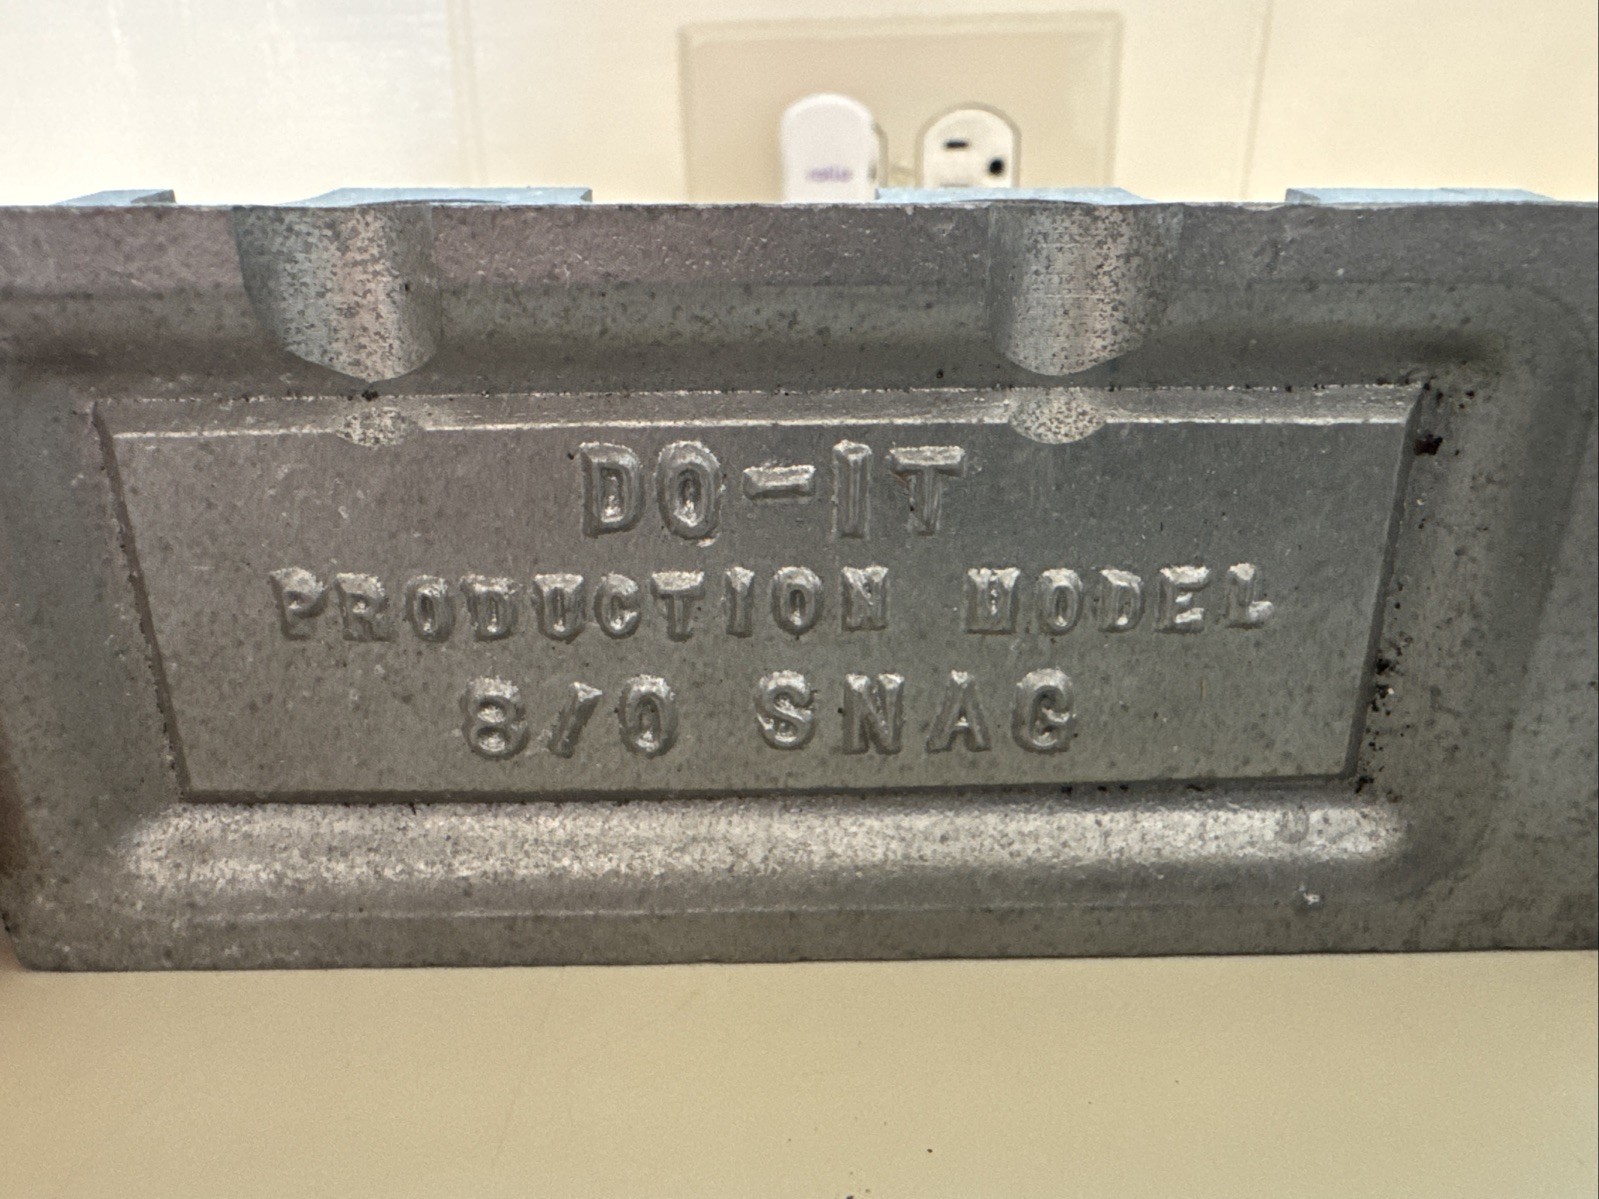 DO-IT
PRODUCTION MODEL
8/0 SNAG